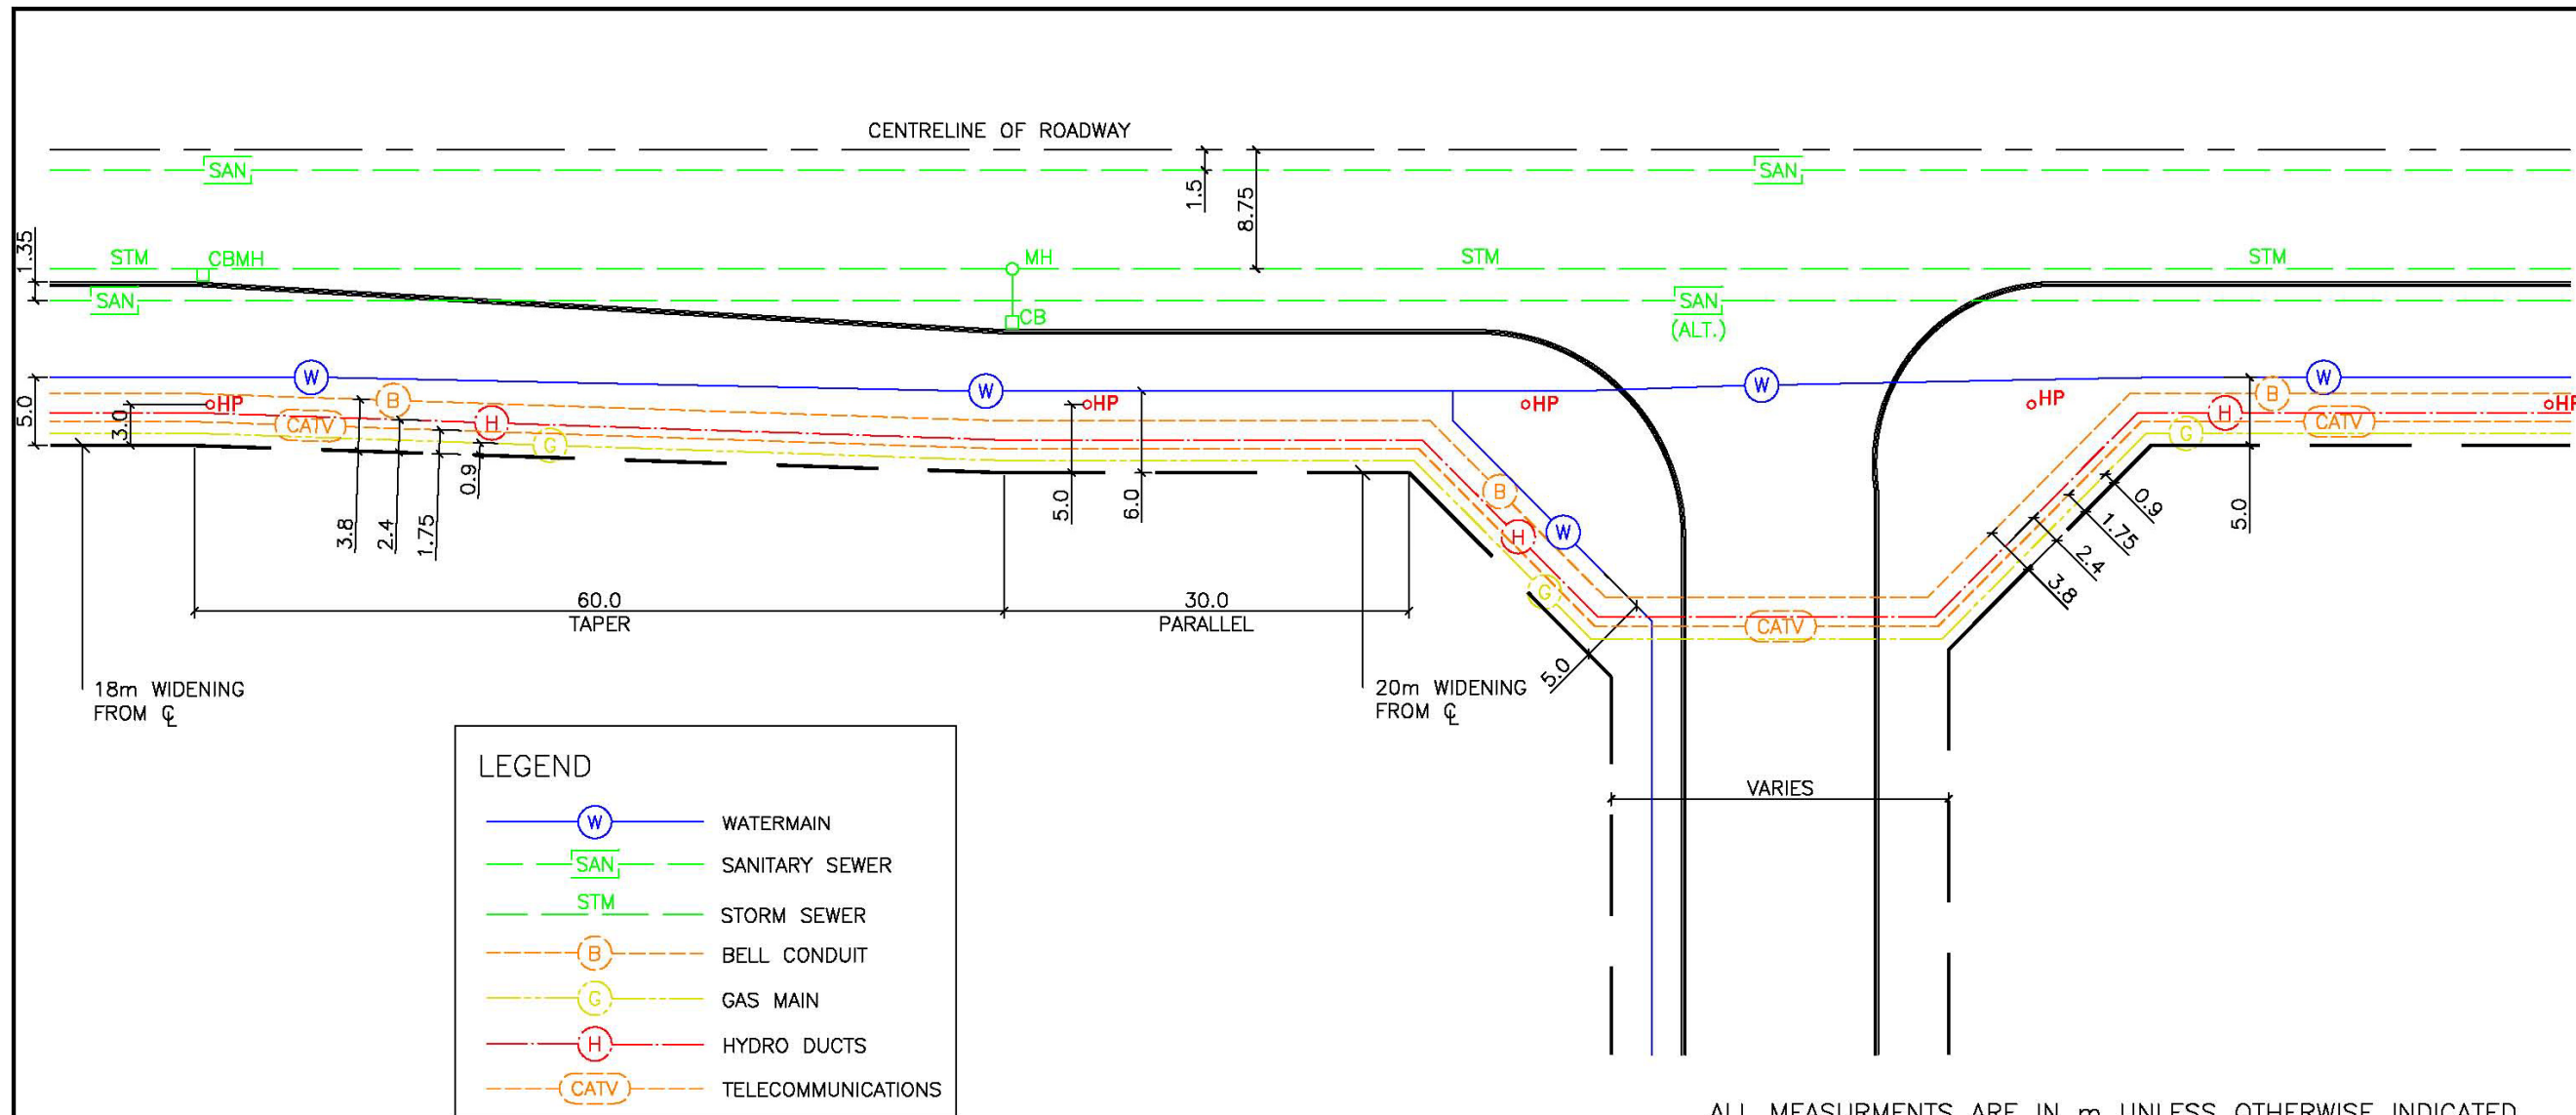 CENTRELINE OF ROADWAY
SAN
SAN
1.5
8.75
1.35
STM
CBMH
MH
STM
STM
SAN
SAN
(ALT.)
CB
W
W
W
W
5.0
3.0
HP
B
CATV
H
G
HP
HP
HP
HP
B
H
CATV
G
3.8
2.4
1.75
0.9
5.0
6.0
B
H
W
G
CATV
0.9
1.75
2.4
3.8
5.0
60.0
TAPER
30.0
PARALLEL
5.0
18m WIDENING
FROM ℄
20m WIDENING
FROM ℄
VARIES
LEGEND
W WATERMAIN
SAN SANITARY SEWER
STM STORM SEWER
B BELL CONDUIT
G GAS MAIN
H HYDRO DUCTS
CATV TELECOMMUNICATIONS
ALL MEASURMENTS ARE IN m UNLESS OTHERWISE INDICATED